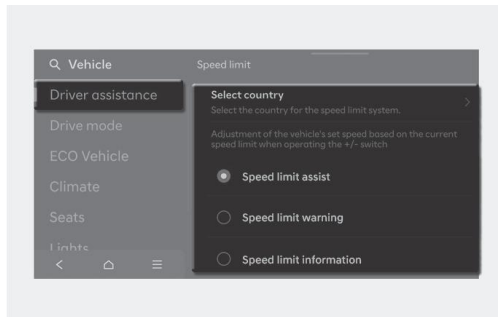 Vehicle
Speed limit
Driver assistance
Drive mode
ECO Vehicle
Climate
Seats
Lights
Select country
Select the country for the speed limit system.
Adjustment of the vehicle's set speed based on the current
speed limit when operating the +/- switch
Speed limit assist
Speed limit warning
Speed limit information